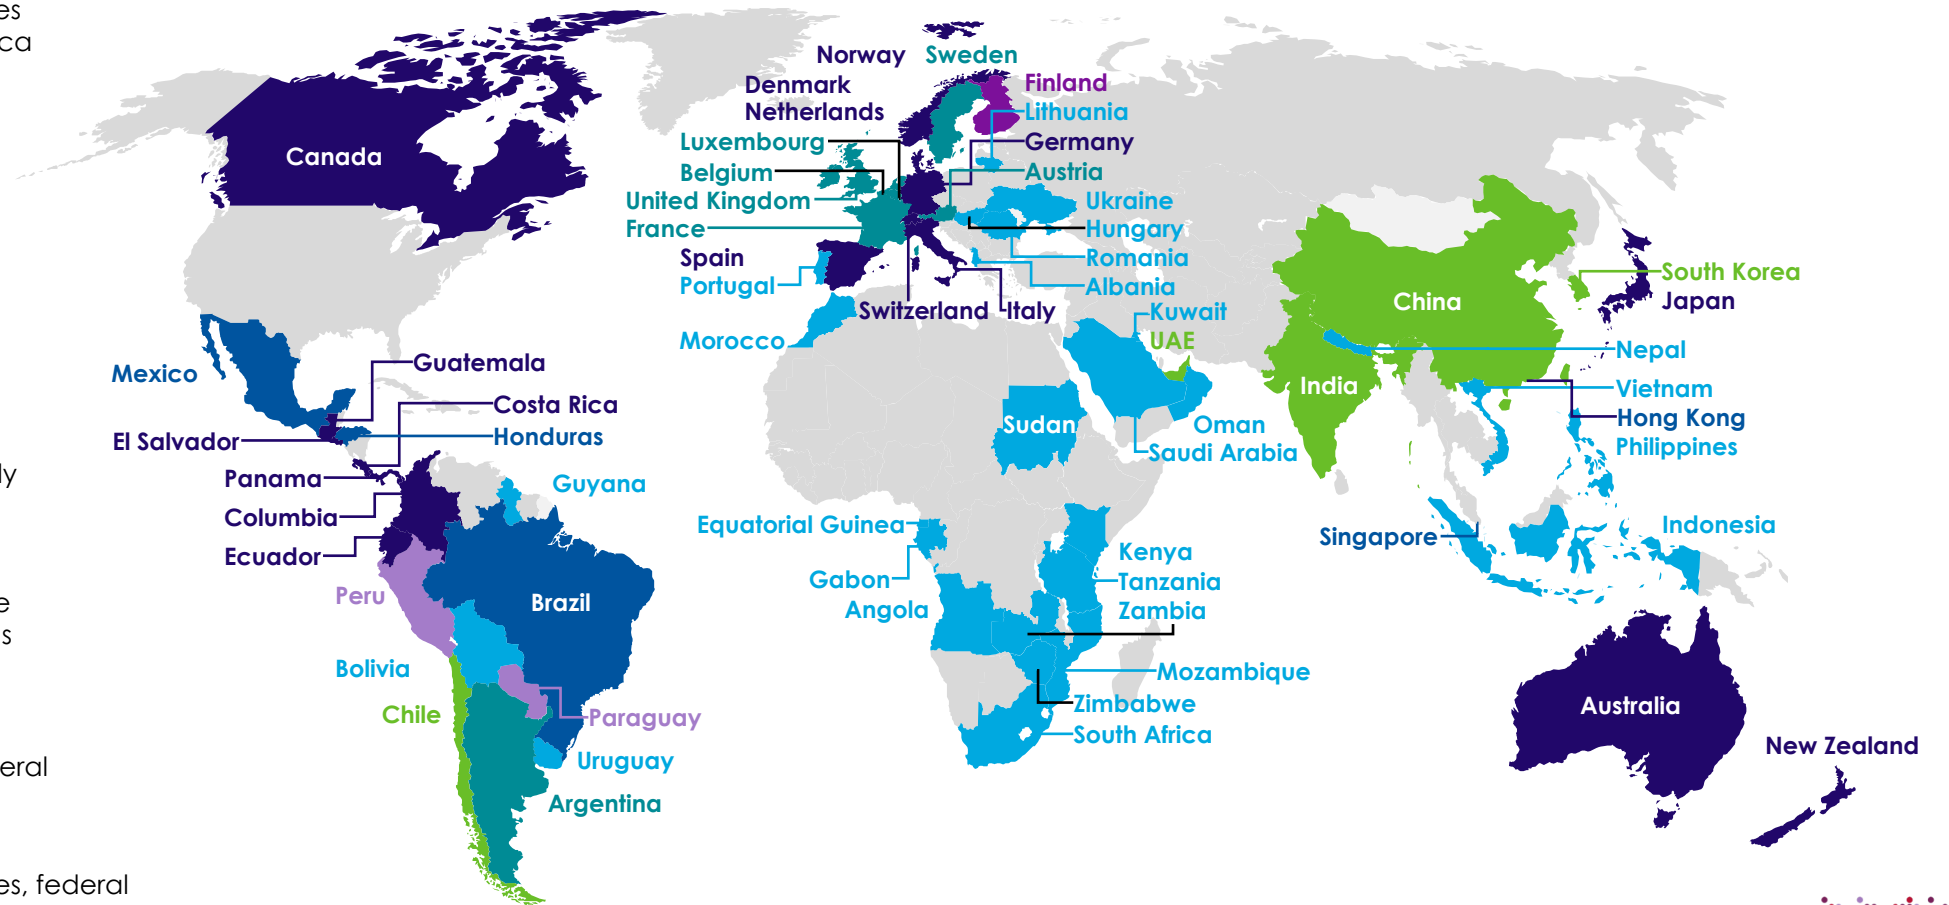 es
ca
ly
e
s
eral
es, federal
Norway
Sweden
Denmark
Finland
Netherlands
Lithuania
Luxembourg
Germany
Canada
Belgium
Austria
United Kingdom
Ukraine
France
Hungary
Spain
Romania
South Korea
Portugal
Albania
China
Japan
Switzerland
Italy
Kuwait
Morocco
UAE
Nepal
Guatemala
Mexico
India
Vietnam
Costa Rica
Hong Kong
Sudan
Oman
El Salvador
Honduras
Philippines
Saudi Arabia
Panama
Guyana
Columbia
Equatorial Guinea
Indonesia
Singapore
Ecuador
Kenya
Gabon
Tanzania
Peru
Brazil
Angola
Zambia
Bolivia
Mozambique
Chile
Paraguay
Zimbabwe
Australia
South Africa
New Zealand
Uruguay
Argentina